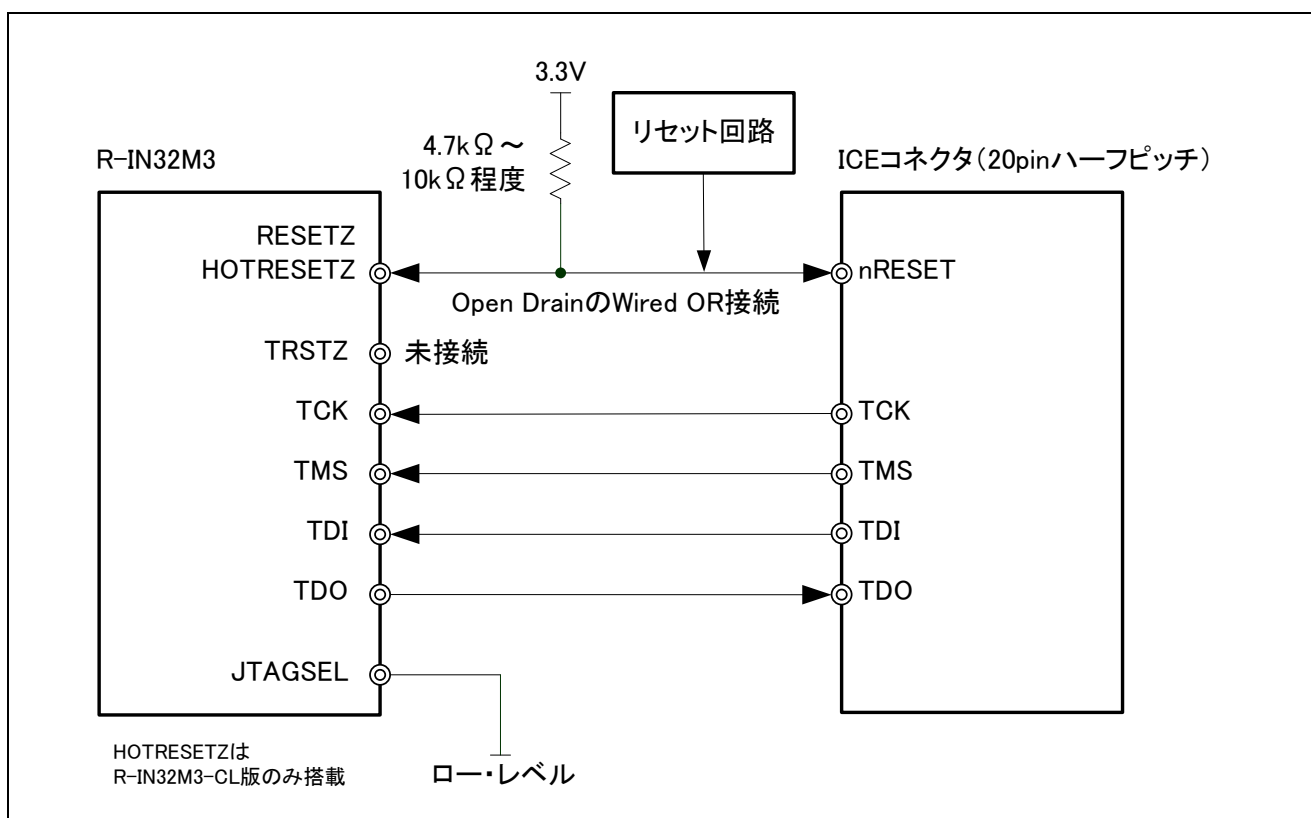 3.3V
4.7kΩ～
10kΩ程度
リセット回路
R-IN32M3
ICEコネクタ（20pinハーフピッチ）
RESETZ
HOTRESETZ
nRESET
Open DrainのWired OR接続
TRSTZ 未接続
TCK
TCK
TMS
TMS
TDI
TDI
TDO
TDO
JTAGSEL
HOTRESETZは
R-IN32M3-CL版のみ搭載
ロー・レベル